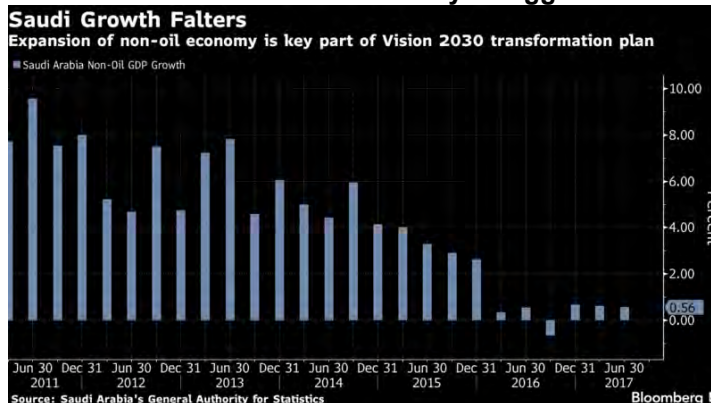 Saudi Growth Falters
Expansion of non-oil economy is key part of Vision 2030 transformation plan
Saudi Arabia Non-Oil GDP Growth
10.00
8.00
6.00
4.00
2.00
0.56
0.00
Percent
Jun 30 Dec 31 Jun 30 Dec 31 Jun 30 Dec 31 Jun 30 Dec 31 Jun 30 Dec 31 Jun 30 Dec 31 Jun 30
2011 2012 2013 2014 2015 2016 2017
Source: Saudi Arabia's General Authority for Statistics
Bloomberg